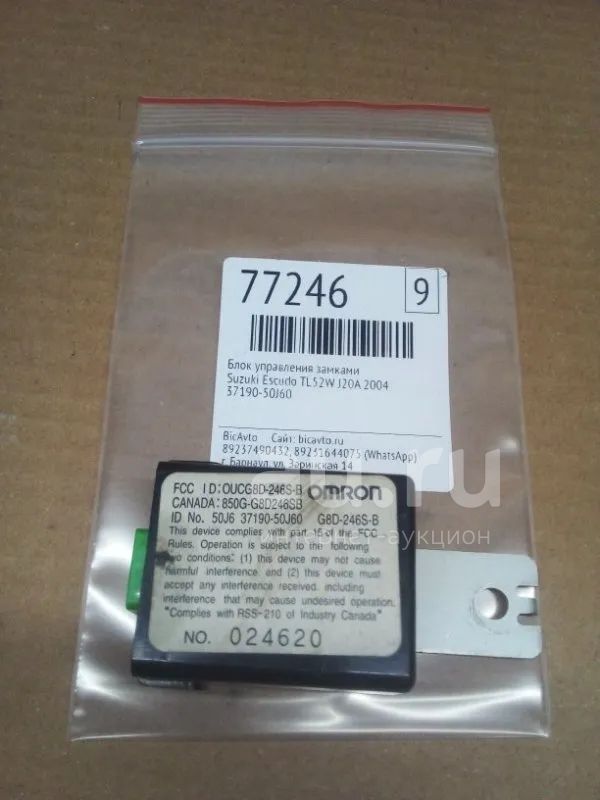 77246 9
Блок управления замками
Suzuki Escudo TL52W J20A 2004
37190-50J60
BicAvto Сайт: bicavto.ru
89237490432, 89231644075 (WhatsApp)
г. Барнаул, ул. Заринская 14
.ru
интернет-аукцион
FCC ID:OUCG8D-246S-B OMRON
CANADA:850G-G8D246SB
ID No. 50J6 37190-50J60 G8D-246S-B
This device complies with part 15 of the FCC
Rules. Operation is subject to the following
two conditions: (1) this device may not cause
harmful interference, and (2) this device must
accept any interference received, including
interference that may cause undesired operation.
"Complies with RSS-210 of Industry Canada"
NO. 024620